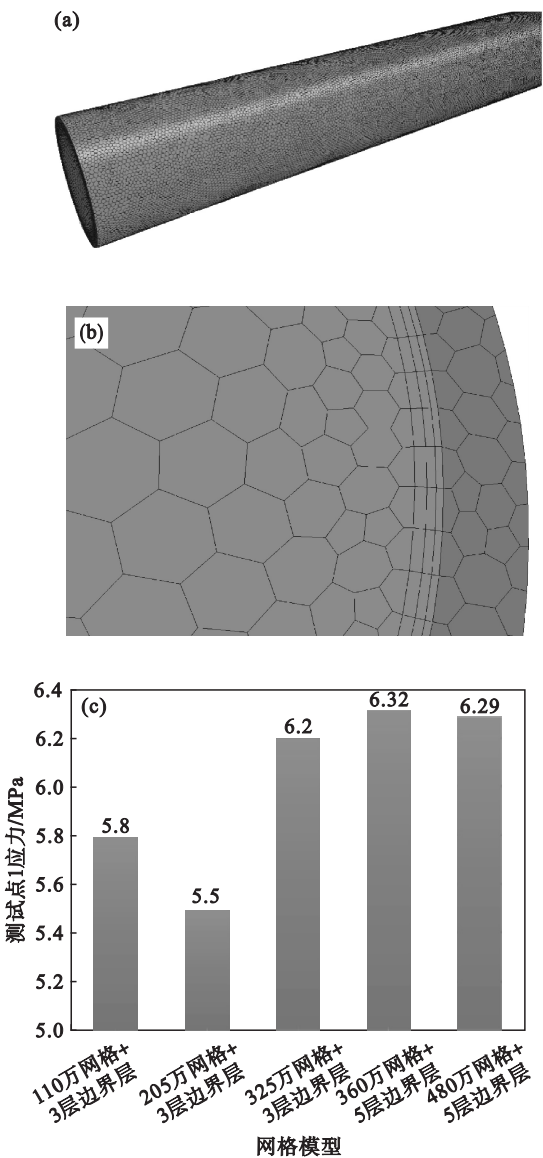 (a)
(b)
(c)
6.4
6.2
6.0
5.8
5.6
5.4
5.2
5.0
测试点1应力/MPa
5.8
5.5
6.2
6.32
6.29
110万网格+
3层边界层
205万网格+
3层边界层
325万网格+
3层边界层
360万网格+
5层边界层
480万网格+
5层边界层
网格模型